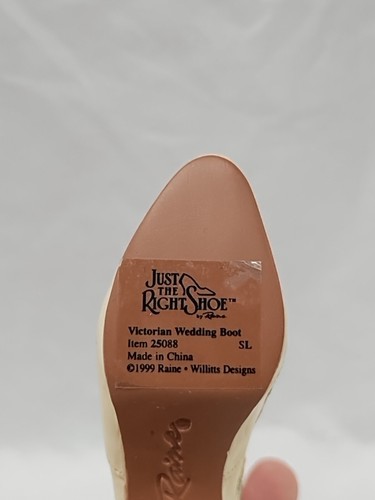 JUST
THE
RIGHT SHOE™
by Raine
Victorian Wedding Boot
Item 25088 SL
Made in China
©1999 Raine • Willitts Designs
Raine